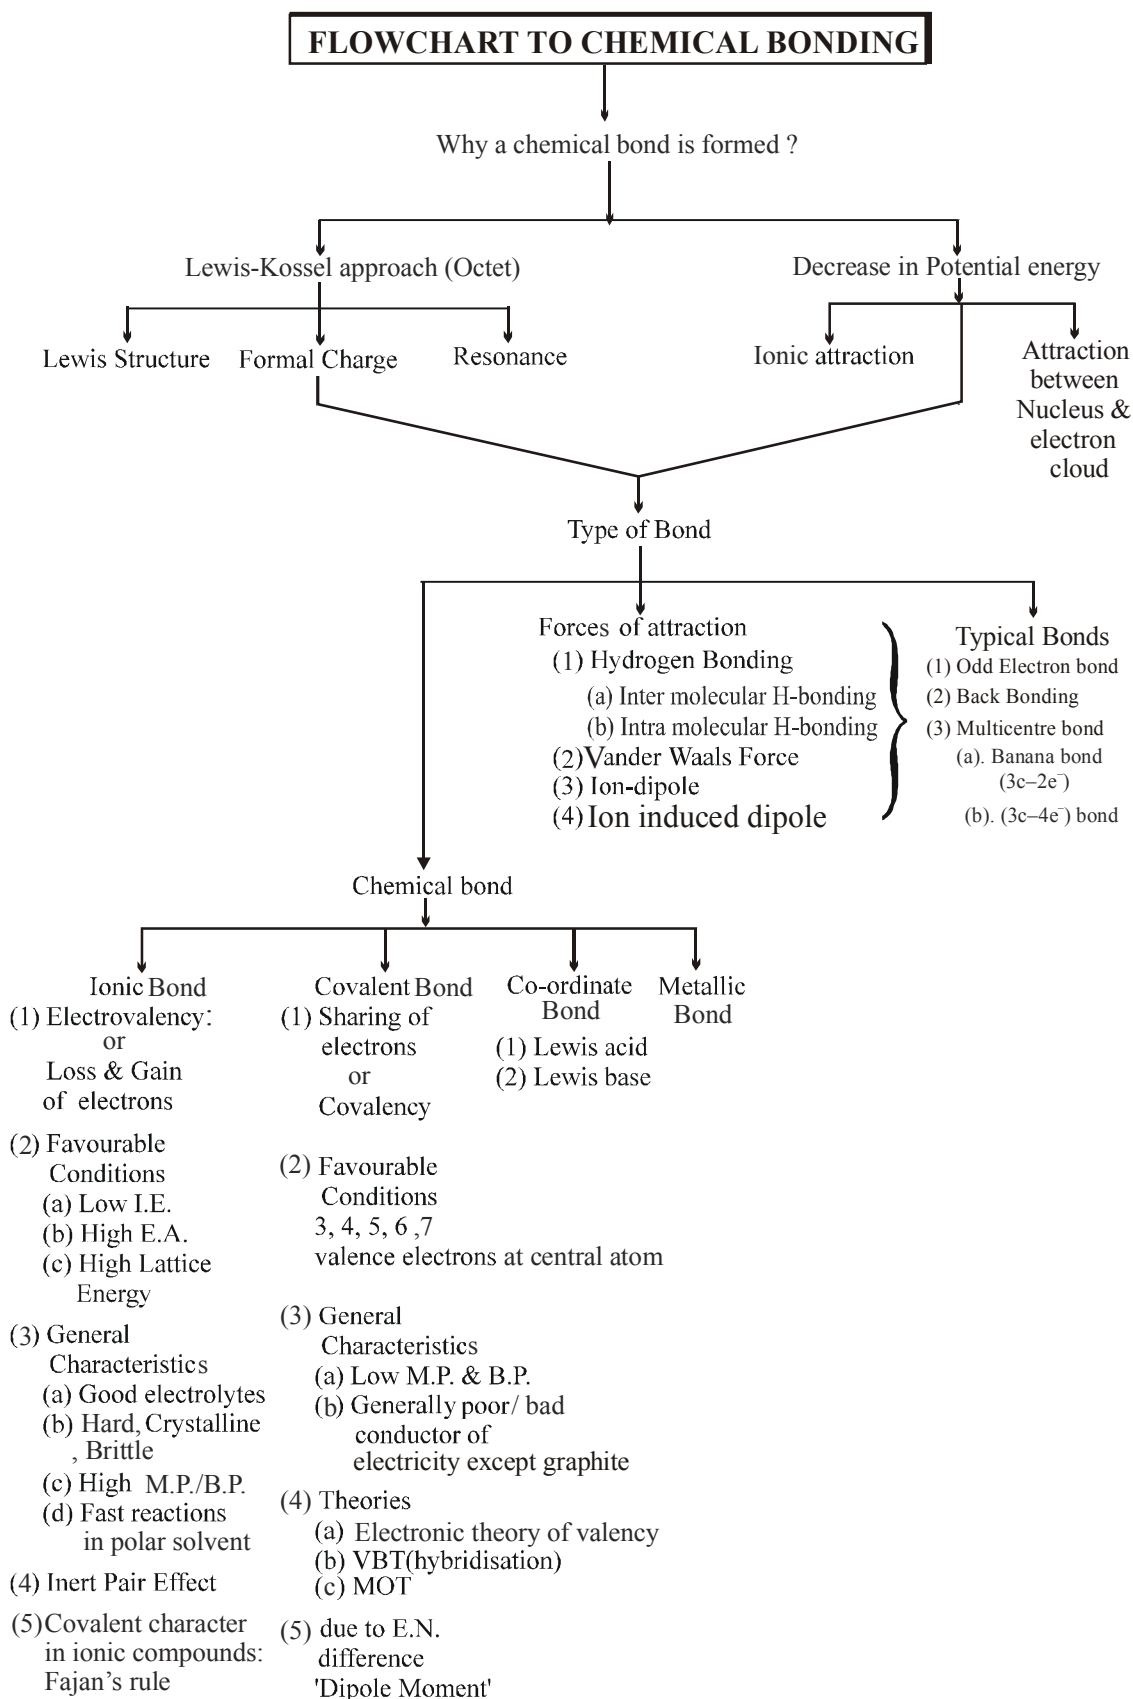 FLOWCHART TO CHEMICAL BONDING
Why a chemical bond is formed ?
Lewis-Kossel approach (Octet)
Decrease in Potential energy
Lewis Structure
Formal Charge
Resonance
Ionic attraction
Attraction
between
Nucleus &
electron
cloud
Type of Bond
Forces of attraction
(1) Hydrogen Bonding
(a) Inter molecular H-bonding
(b) Intra molecular H-bonding
(2)Vander Waals Force
(3) Ion-dipole
(4) Ion induced dipole
Typical Bonds
(1) Odd Electron bond
(2) Back Bonding
(3) Multicentre bond
(a). Banana bond
(3c–2e⁻)
(b). (3c–4e⁻) bond
Chemical bond
Ionic Bond
(1) Electrovalency:
or
Loss & Gain
of electrons
(2) Favourable
Conditions
(a) Low I.E.
(b) High E.A.
(c) High Lattice
Energy
(3) General
Characteristics
(a) Good electrolytes
(b) Hard, Crystalline
, Brittle
(c) High M.P./B.P.
(d) Fast reactions
in polar solvent
(4) Inert Pair Effect
(5) Covalent character
in ionic compounds:
Fajan’s rule
Covalent Bond
(1) Sharing of
electrons
or
Covalency
(2) Favourable
Conditions
3, 4, 5, 6 ,7
valence electrons at central atom
(3) General
Characteristics
(a) Low M.P. & B.P.
(b) Generally poor/ bad
conductor of
electricity except graphite
(4) Theories
(a) Electronic theory of valency
(b) VBT(hybridisation)
(c) MOT
(5) due to E.N.
difference
'Dipole Moment'
Co-ordinate
Bond
(1) Lewis acid
(2) Lewis base
Metallic
Bond